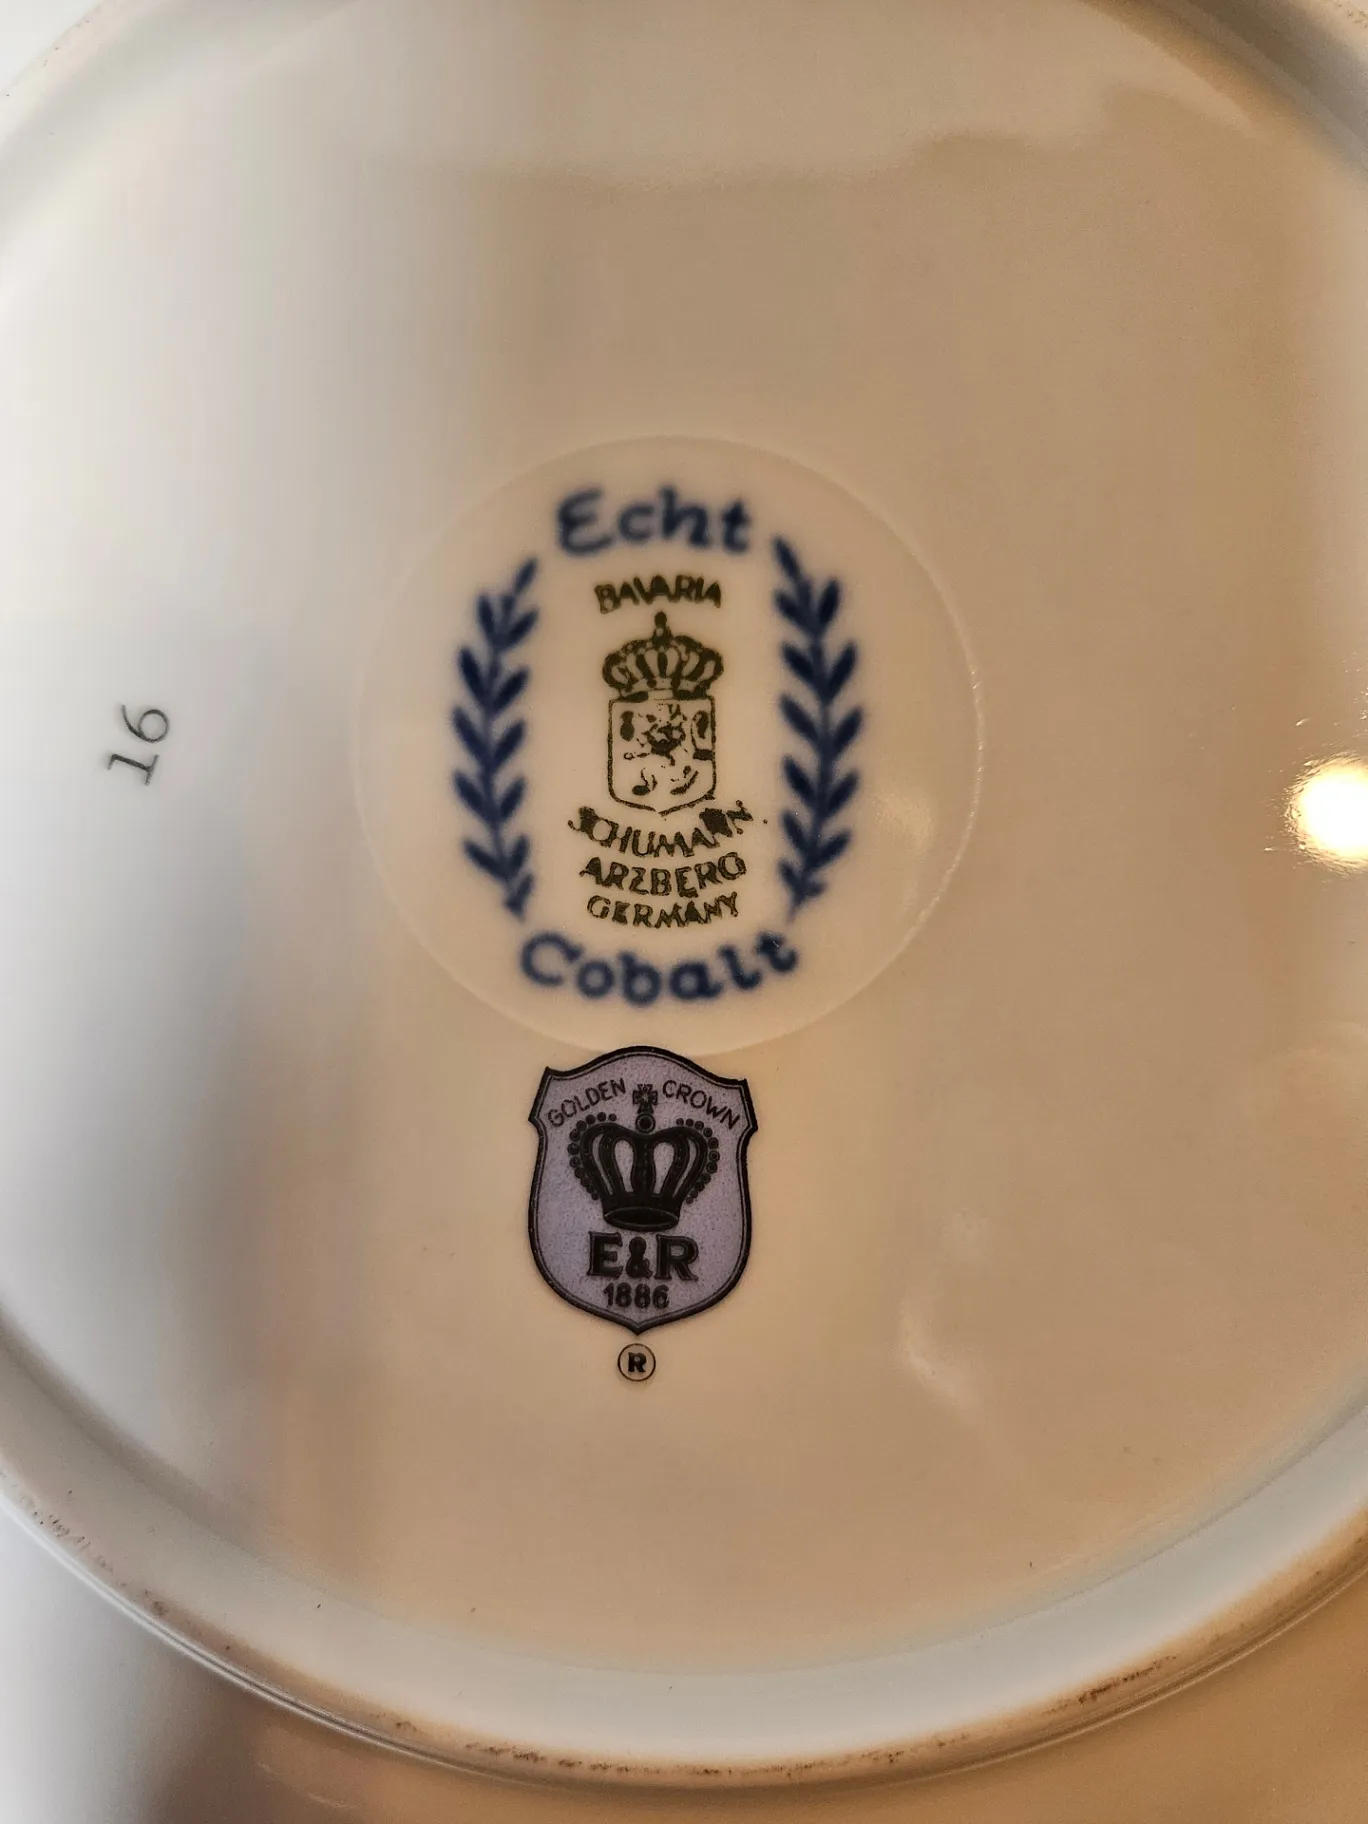 Echt
BAVARIA
SCHUMANN
ARZBERG
GERMANY
Cobalt
16
GOLDEN CROWN
E&R
1886
®